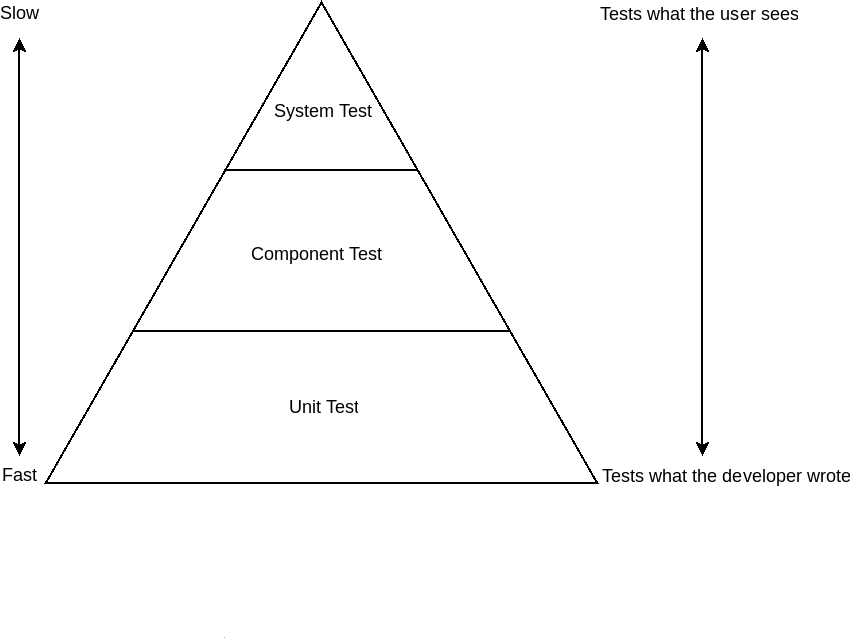 Slow
Tests what the user sees
System Test
Component Test
Unit Test
Fast
Tests what the developer wrote